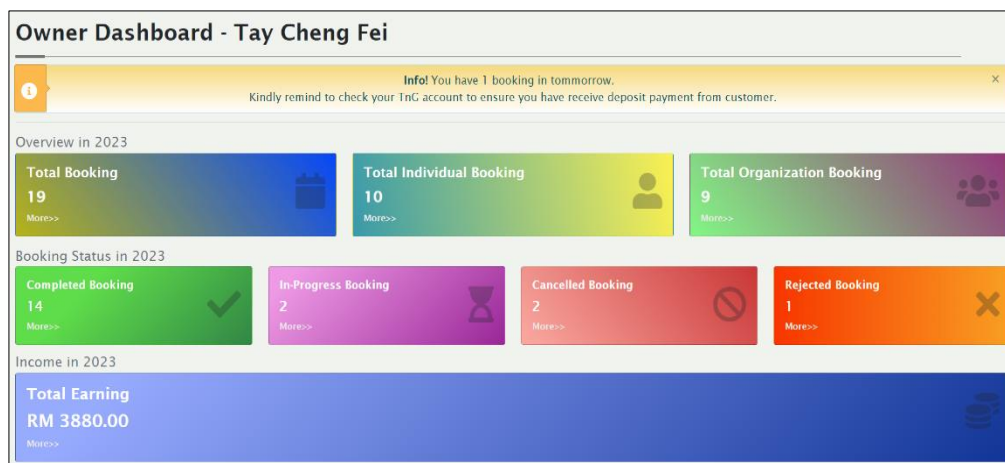 Owner Dashboard - Tay Cheng Fei
Info! You have 1 booking in tommorrow.
Kindly remind to check your TnG account to ensure you have receive deposit payment from customer.
×
Overview in 2023
Total Booking
19
More>>
Total Individual Booking
10
More>>
Total Organization Booking
9
More>>
Booking Status in 2023
Completed Booking
14
More>>
In-Progress Booking
2
More>>
Cancelled Booking
2
More>>
Rejected Booking
1
More>>
Income in 2023
Total Earning
RM 3880.00
More>>